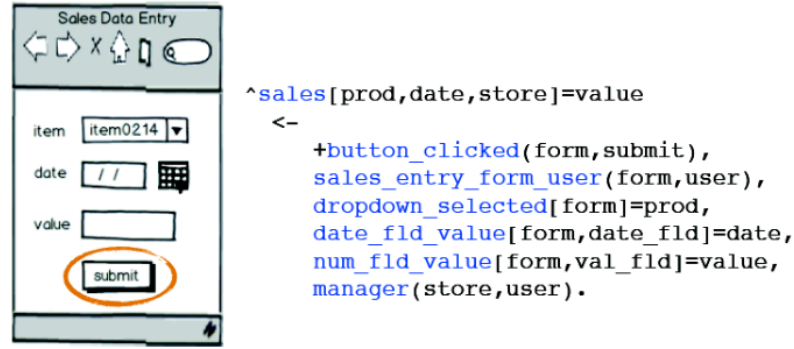 Sales Data Entry
X
item
item0214
date
/ /
value
submit
^sales[prod,date,store]=value
<-
+button_clicked(form,submit),
sales_entry_form_user(form,user),
dropdown_selected[form]=prod,
date_fld_value[form,date_fld]=date,
num_fld_value[form,val_fld]=value,
manager(store,user).